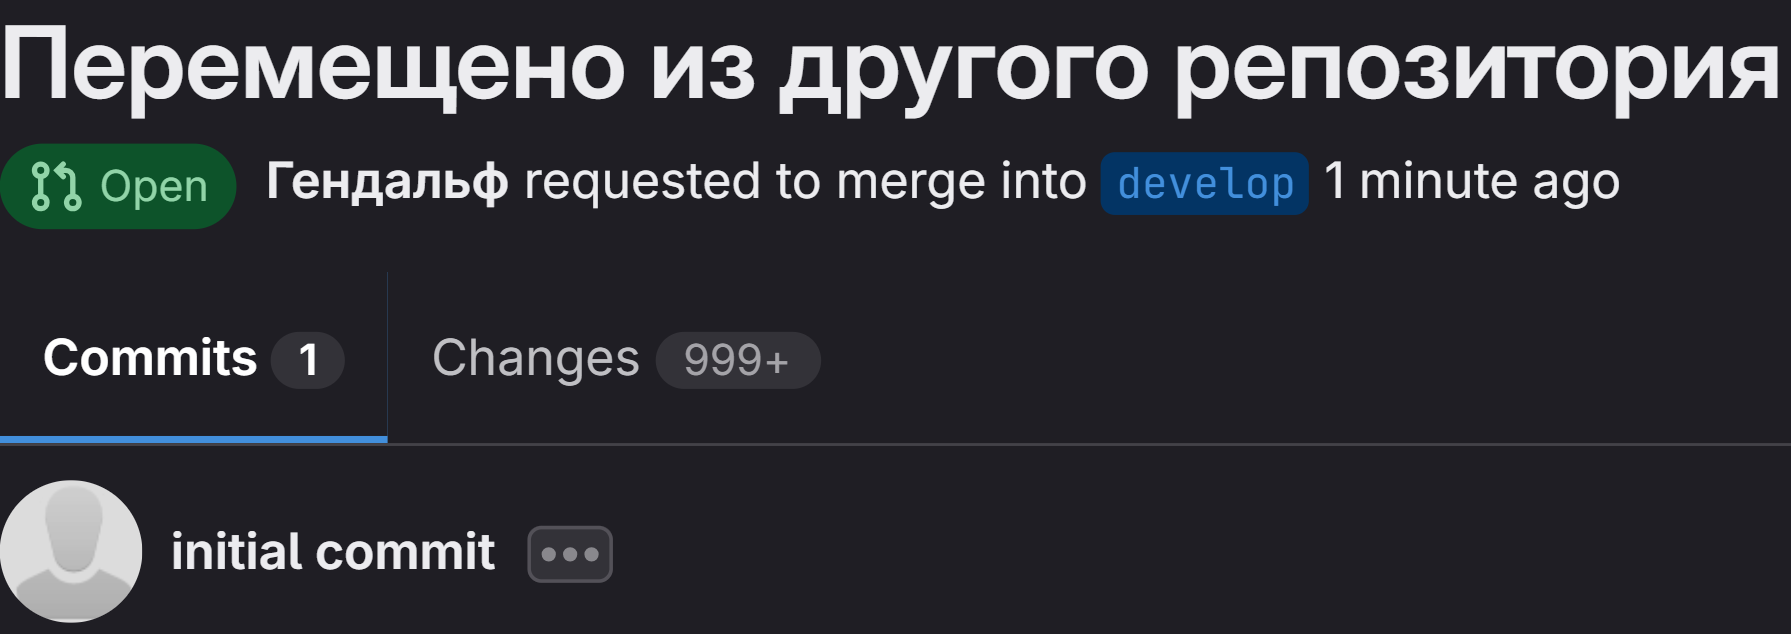 Перемещено из другого репозитория
Open Гендальф requested to merge into develop 1 minute ago
Commits 1 Changes 999+
initial commit